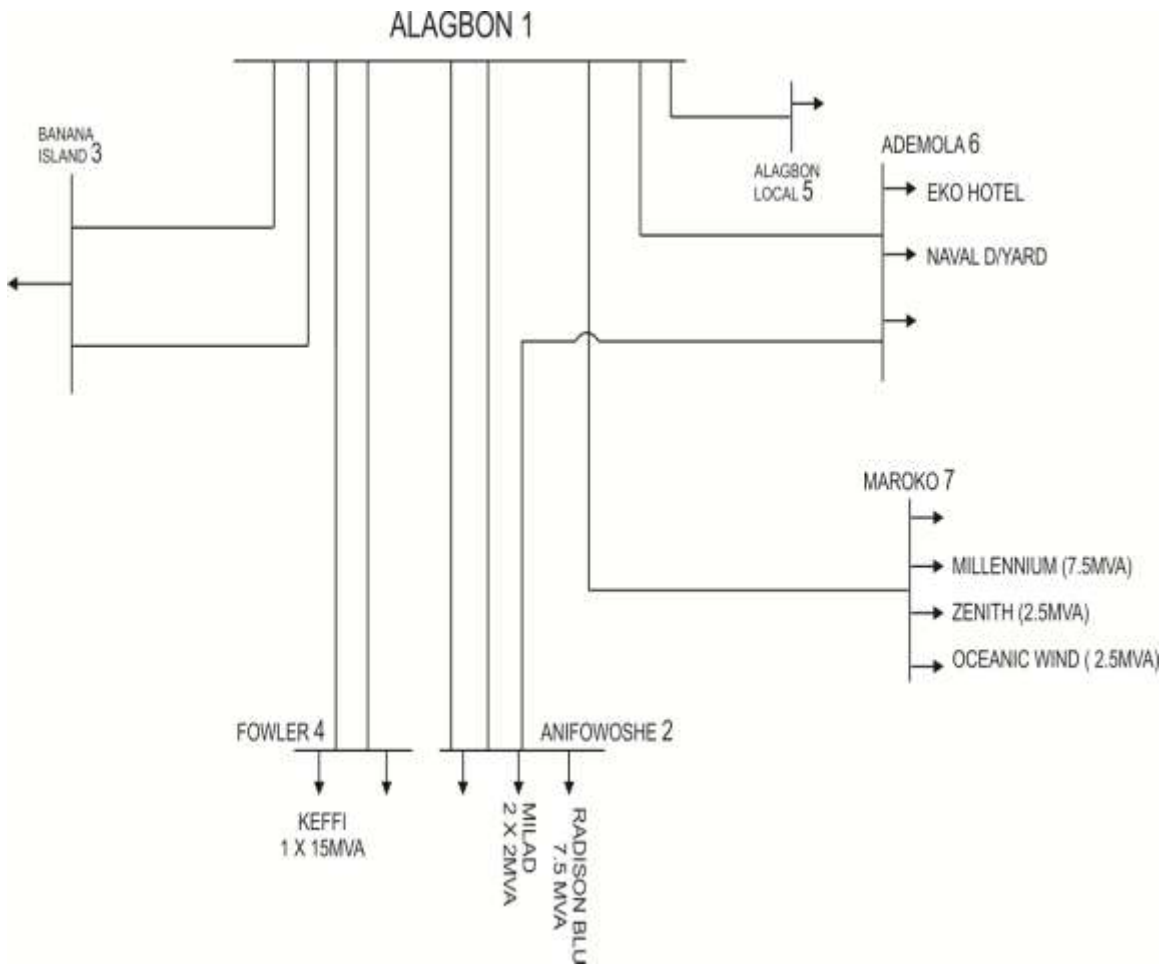 ALAGBON 1
BANANA
ISLAND 3
ALAGBON
LOCAL 5
ADEMOLA 6
EKO HOTEL
NAVAL D/YARD
MAROKO 7
MILLENNIUM (7.5MVA)
ZENITH (2.5MVA)
OCEANIC WIND ( 2.5MVA)
FOWLER 4
KEFFI
1 X 15MVA
ANIFOWOSHE 2
MILAD
2 X 2MVA
RADISON BLU
7.5 MVA